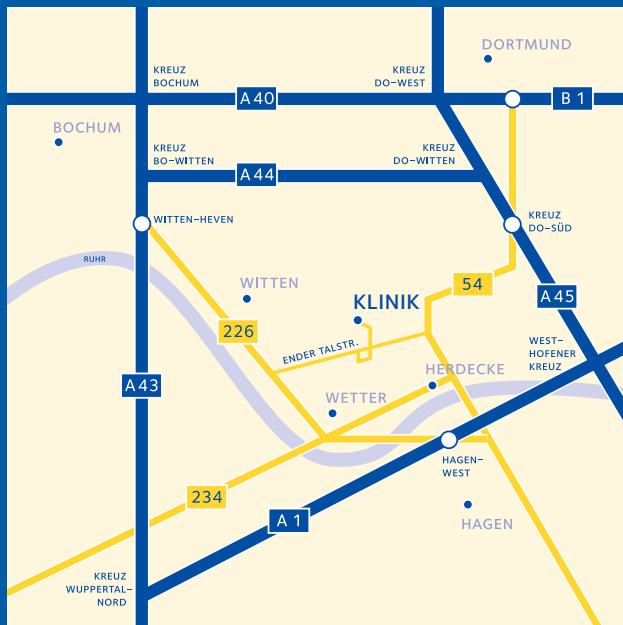 DORTMUND
KREUZ
BOCHUM
KREUZ
DO-WEST
A 40
B 1
BOCHUM
KREUZ
BO-WITTEN
KREUZ
DO-WITTEN
A 44
WITTEN-HEVEN
KREUZ
DO-SÜD
RUHR
WITTEN
54
A 45
KLINIK
226
ENDER TALSTR.
WEST-
HOFENER
KREUZ
HERDECKE
A 43
WETTER
HAGEN-
WEST
234
A 1
HAGEN
KREUZ
WUPPERTAL-
NORD